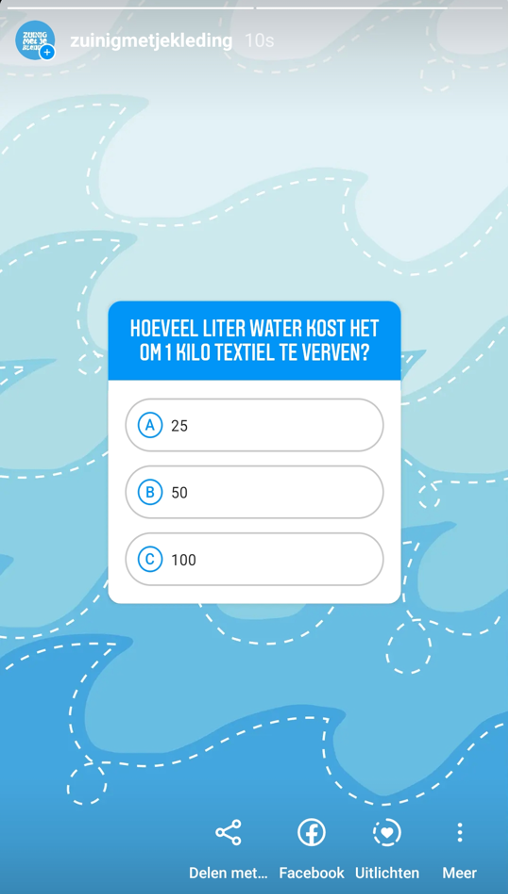 ZUINIG
MET JE
KLEDING
zuinigmetjekleding 10s
HOEVEEL LITER WATER KOST HET
OM 1 KILO TEXTIEL TE VERVEN?
A 25
B 50
C 100
Delen met... Facebook Uitlichten Meer